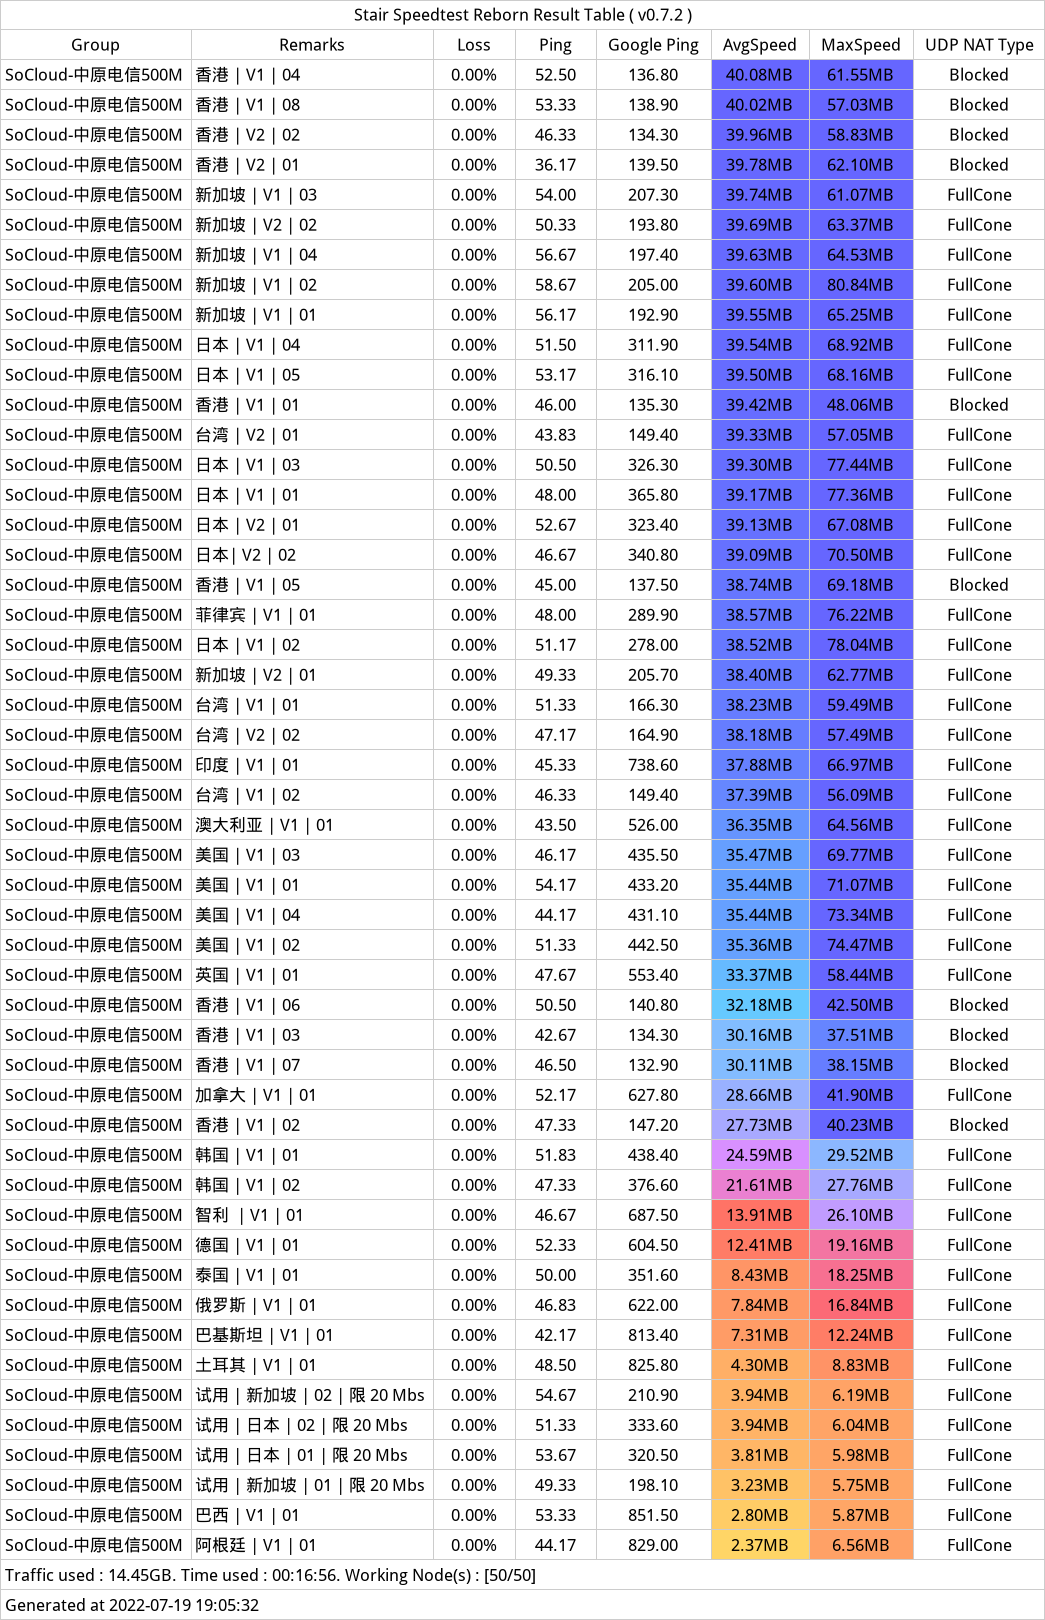 Stair Speedtest Reborn Result Table ( v0.7.2 )
Group Remarks Loss Ping Google Ping AvgSpeed MaxSpeed UDP NAT Type
SoCloud-中原电信500M 香港 | V1 | 04 0.00% 52.50 136.80 40.08MB 61.55MB Blocked
SoCloud-中原电信500M 香港 | V1 | 08 0.00% 53.33 138.90 40.02MB 57.03MB Blocked
SoCloud-中原电信500M 香港 | V2 | 02 0.00% 46.33 134.30 39.96MB 58.83MB Blocked
SoCloud-中原电信500M 香港 | V2 | 01 0.00% 36.17 139.50 39.78MB 62.10MB Blocked
SoCloud-中原电信500M 新加坡 | V1 | 03 0.00% 54.00 207.30 39.74MB 61.07MB FullCone
SoCloud-中原电信500M 新加坡 | V2 | 02 0.00% 50.33 193.80 39.69MB 63.37MB FullCone
SoCloud-中原电信500M 新加坡 | V1 | 04 0.00% 56.67 197.40 39.63MB 64.53MB FullCone
SoCloud-中原电信500M 新加坡 | V1 | 02 0.00% 58.67 205.00 39.60MB 80.84MB FullCone
SoCloud-中原电信500M 新加坡 | V1 | 01 0.00% 56.17 192.90 39.55MB 65.25MB FullCone
SoCloud-中原电信500M 日本 | V1 | 04 0.00% 51.50 311.90 39.54MB 68.92MB FullCone
SoCloud-中原电信500M 日本 | V1 | 05 0.00% 53.17 316.10 39.50MB 68.16MB FullCone
SoCloud-中原电信500M 香港 | V1 | 01 0.00% 46.00 135.30 39.42MB 48.06MB Blocked
SoCloud-中原电信500M 台湾 | V2 | 01 0.00% 43.83 149.40 39.33MB 57.05MB FullCone
SoCloud-中原电信500M 日本 | V1 | 03 0.00% 50.50 326.30 39.30MB 77.44MB FullCone
SoCloud-中原电信500M 日本 | V1 | 01 0.00% 48.00 365.80 39.17MB 77.36MB FullCone
SoCloud-中原电信500M 日本 | V2 | 01 0.00% 52.67 323.40 39.13MB 67.08MB FullCone
SoCloud-中原电信500M 日本| V2 | 02 0.00% 46.67 340.80 39.09MB 70.50MB FullCone
SoCloud-中原电信500M 香港 | V1 | 05 0.00% 45.00 137.50 38.74MB 69.18MB Blocked
SoCloud-中原电信500M 菲律宾 | V1 | 01 0.00% 48.00 289.90 38.57MB 76.22MB FullCone
SoCloud-中原电信500M 日本 | V1 | 02 0.00% 51.17 278.00 38.52MB 78.04MB FullCone
SoCloud-中原电信500M 新加坡 | V2 | 01 0.00% 49.33 205.70 38.40MB 62.77MB FullCone
SoCloud-中原电信500M 台湾 | V1 | 01 0.00% 51.33 166.30 38.23MB 59.49MB FullCone
SoCloud-中原电信500M 台湾 | V2 | 02 0.00% 47.17 164.90 38.18MB 57.49MB FullCone
SoCloud-中原电信500M 印度 | V1 | 01 0.00% 45.33 738.60 37.88MB 66.97MB FullCone
SoCloud-中原电信500M 台湾 | V1 | 02 0.00% 46.33 149.40 37.39MB 56.09MB FullCone
SoCloud-中原电信500M 澳大利亚 | V1 | 01 0.00% 43.50 526.00 36.35MB 64.56MB FullCone
SoCloud-中原电信500M 美国 | V1 | 03 0.00% 46.17 435.50 35.47MB 69.77MB FullCone
SoCloud-中原电信500M 美国 | V1 | 01 0.00% 54.17 433.20 35.44MB 71.07MB FullCone
SoCloud-中原电信500M 美国 | V1 | 04 0.00% 44.17 431.10 35.44MB 73.34MB FullCone
SoCloud-中原电信500M 美国 | V1 | 02 0.00% 51.33 442.50 35.36MB 74.47MB FullCone
SoCloud-中原电信500M 英国 | V1 | 01 0.00% 47.67 553.40 33.37MB 58.44MB FullCone
SoCloud-中原电信500M 香港 | V1 | 06 0.00% 50.50 140.80 32.18MB 42.50MB Blocked
SoCloud-中原电信500M 香港 | V1 | 03 0.00% 42.67 134.30 30.16MB 37.51MB Blocked
SoCloud-中原电信500M 香港 | V1 | 07 0.00% 46.50 132.90 30.11MB 38.15MB Blocked
SoCloud-中原电信500M 加拿大 | V1 | 01 0.00% 52.17 627.80 28.66MB 41.90MB FullCone
SoCloud-中原电信500M 香港 | V1 | 02 0.00% 47.33 147.20 27.73MB 40.23MB Blocked
SoCloud-中原电信500M 韩国 | V1 | 01 0.00% 51.83 438.40 24.59MB 29.52MB FullCone
SoCloud-中原电信500M 韩国 | V1 | 02 0.00% 47.33 376.60 21.61MB 27.76MB FullCone
SoCloud-中原电信500M 智利  | V1 | 01 0.00% 46.67 687.50 13.91MB 26.10MB FullCone
SoCloud-中原电信500M 德国 | V1 | 01 0.00% 52.33 604.50 12.41MB 19.16MB FullCone
SoCloud-中原电信500M 泰国 | V1 | 01 0.00% 50.00 351.60 8.43MB 18.25MB FullCone
SoCloud-中原电信500M 俄罗斯 | V1 | 01 0.00% 46.83 622.00 7.84MB 16.84MB FullCone
SoCloud-中原电信500M 巴基斯坦 | V1 | 01 0.00% 42.17 813.40 7.31MB 12.24MB FullCone
SoCloud-中原电信500M 土耳其 | V1 | 01 0.00% 48.50 825.80 4.30MB 8.83MB FullCone
SoCloud-中原电信500M 试用 | 新加坡 | 02 | 限 20 Mbs 0.00% 54.67 210.90 3.94MB 6.19MB FullCone
SoCloud-中原电信500M 试用 | 日本 | 02 | 限 20 Mbs 0.00% 51.33 333.60 3.94MB 6.04MB FullCone
SoCloud-中原电信500M 试用 | 日本 | 01 | 限 20 Mbs 0.00% 53.67 320.50 3.81MB 5.98MB FullCone
SoCloud-中原电信500M 试用 | 新加坡 | 01 | 限 20 Mbs 0.00% 49.33 198.10 3.23MB 5.75MB FullCone
SoCloud-中原电信500M 巴西 | V1 | 01 0.00% 53.33 851.50 2.80MB 5.87MB FullCone
SoCloud-中原电信500M 阿根廷 | V1 | 01 0.00% 44.17 829.00 2.37MB 6.56MB FullCone
Traffic used : 14.45GB. Time used : 00:16:56. Working Node(s) : [50/50]
Generated at 2022-07-19 19:05:32